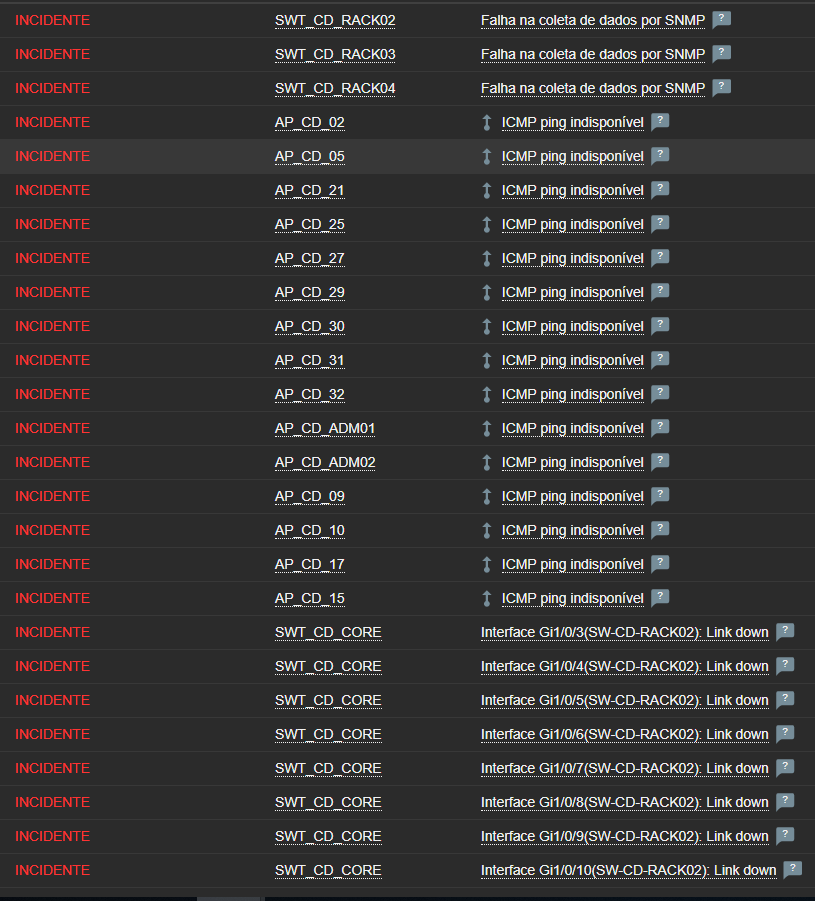 INCIDENTE SWT_CD_RACK02 Falha na coleta de dados por SNMP ?
INCIDENTE SWT_CD_RACK03 Falha na coleta de dados por SNMP ?
INCIDENTE SWT_CD_RACK04 Falha na coleta de dados por SNMP ?
INCIDENTE AP_CD_02 ICMP ping indisponível ?
INCIDENTE AP_CD_05 ICMP ping indisponível ?
INCIDENTE AP_CD_21 ICMP ping indisponível ?
INCIDENTE AP_CD_25 ICMP ping indisponível ?
INCIDENTE AP_CD_27 ICMP ping indisponível ?
INCIDENTE AP_CD_29 ICMP ping indisponível ?
INCIDENTE AP_CD_30 ICMP ping indisponível ?
INCIDENTE AP_CD_31 ICMP ping indisponível ?
INCIDENTE AP_CD_32 ICMP ping indisponível ?
INCIDENTE AP_CD_ADM01 ICMP ping indisponível ?
INCIDENTE AP_CD_ADM02 ICMP ping indisponível ?
INCIDENTE AP_CD_09 ICMP ping indisponível ?
INCIDENTE AP_CD_10 ICMP ping indisponível ?
INCIDENTE AP_CD_17 ICMP ping indisponível ?
INCIDENTE AP_CD_15 ICMP ping indisponível ?
INCIDENTE SWT_CD_CORE Interface Gi1/0/3(SW-CD-RACK02): Link down ?
INCIDENTE SWT_CD_CORE Interface Gi1/0/4(SW-CD-RACK02): Link down ?
INCIDENTE SWT_CD_CORE Interface Gi1/0/5(SW-CD-RACK02): Link down ?
INCIDENTE SWT_CD_CORE Interface Gi1/0/6(SW-CD-RACK02): Link down ?
INCIDENTE SWT_CD_CORE Interface Gi1/0/7(SW-CD-RACK02): Link down ?
INCIDENTE SWT_CD_CORE Interface Gi1/0/8(SW-CD-RACK02): Link down ?
INCIDENTE SWT_CD_CORE Interface Gi1/0/9(SW-CD-RACK02): Link down ?
INCIDENTE SWT_CD_CORE Interface Gi1/0/10(SW-CD-RACK02): Link down ?